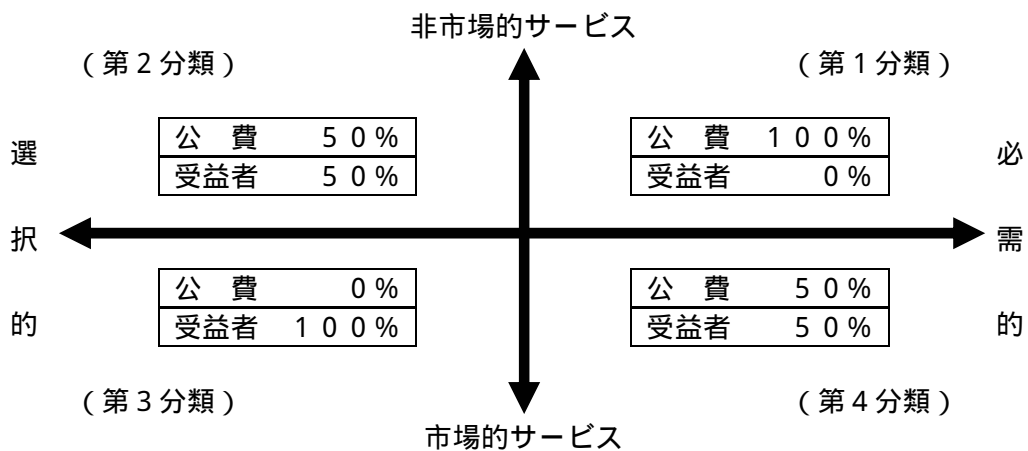 非市場的サービス
（第２分類）
（第１分類）
公　費　５０%
受益者　５０%
公　費　１００%
受益者　０%
選択的
必需的
公　費　０%
受益者　１００%
公　費　５０%
受益者　５０%
（第３分類）
（第４分類）
市場的サービス